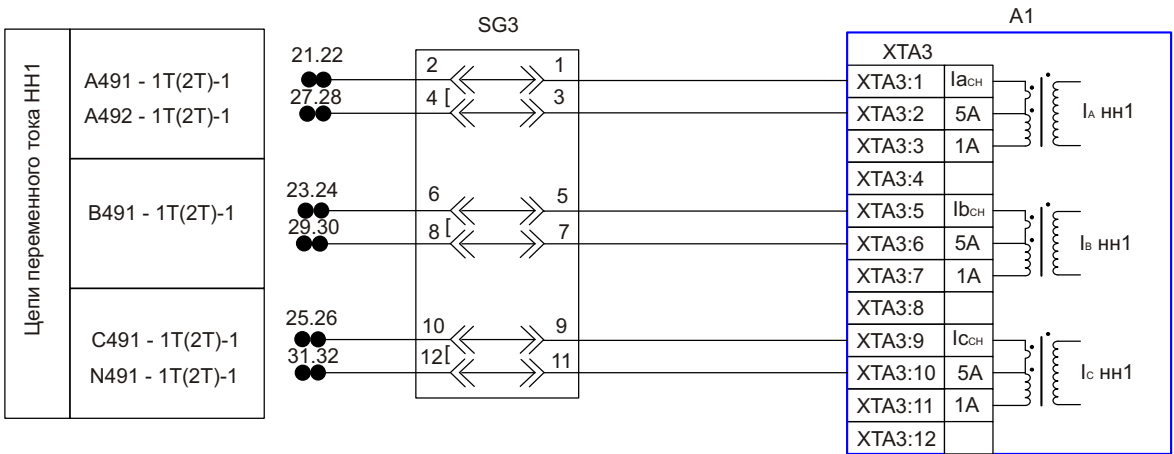 SG3
A1
Цепи переменного тока НН1
A491 - 1T(2T)-1
A492 - 1T(2T)-1
B491 - 1T(2T)-1
C491 - 1T(2T)-1
N491 - 1T(2T)-1
21.22
27.28
23.24
29.30
25.26
31.32
2 1
4 [ 3
6 5
8 [ 7
10 9
12 [ 11
XTA3
XTA3:1 Iaсн
XTA3:2 5A
XTA3:3 1A
XTA3:4
XTA3:5 Ibсн
XTA3:6 5A
XTA3:7 1A
XTA3:8
XTA3:9 Icсн
XTA3:10 5A
XTA3:11 1A
XTA3:12
IA нн1
IB нн1
IC нн1